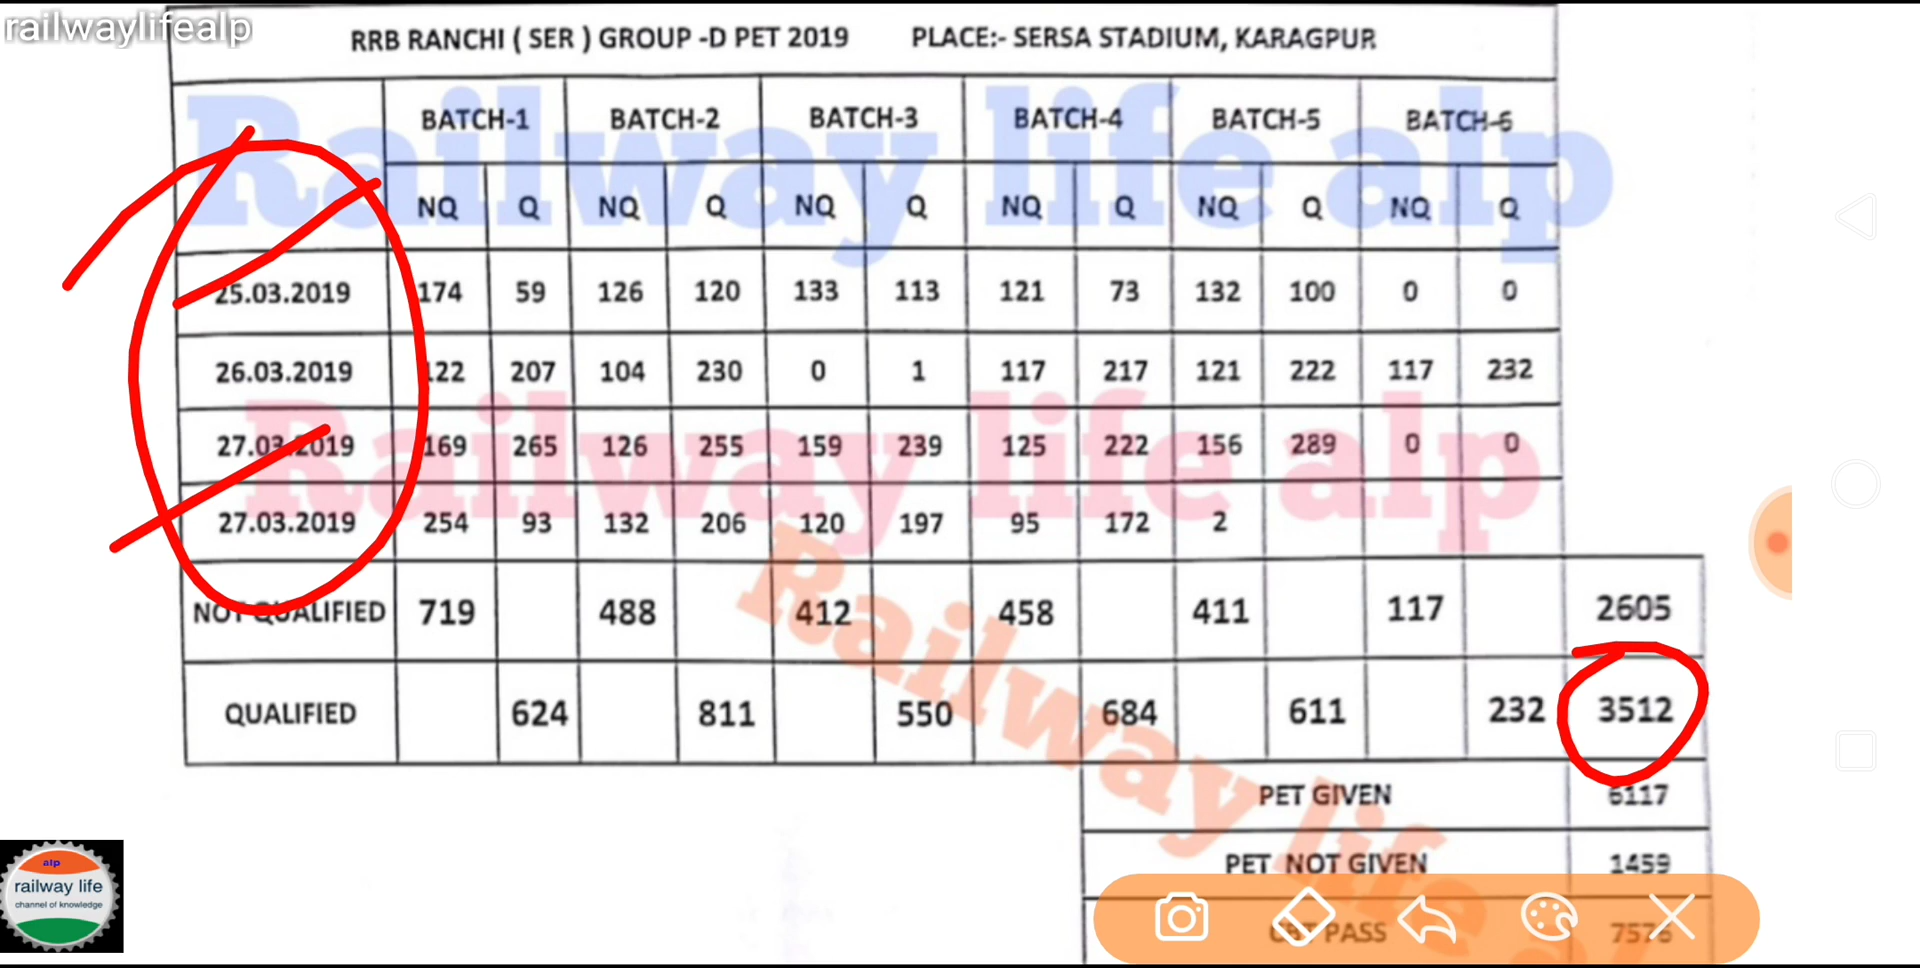 railwaylifealp
RRB RANCHI ( SER ) GROUP -D PET 2019 PLACE:- SERSA STADIUM, KARAGPUR
BATCH-1 BATCH-2 BATCH-3 BATCH-4 BATCH-5 BATCH-6
Railway life alp
NQ Q NQ Q NQ Q NQ Q NQ Q NQ Q
25.03.2019 174 59 126 120 133 113 121 73 132 100 0 0
26.03.2019 122 207 104 230 0 1 117 217 121 222 117 232
Railway life alp
27.03.2019 169 265 126 255 159 239 125 222 156 289 0 0
27.03.2019 254 93 132 206 120 197 95 172 2
NOT QUALIFIED 719 488 412 458 411 117 2605
QUALIFIED 624 811 550 684 611 232 3512
Railway life
PET GIVEN 6117
PET NOT GIVEN 1459
CBT PASS 7576
alp
railway life
channel of knowledge